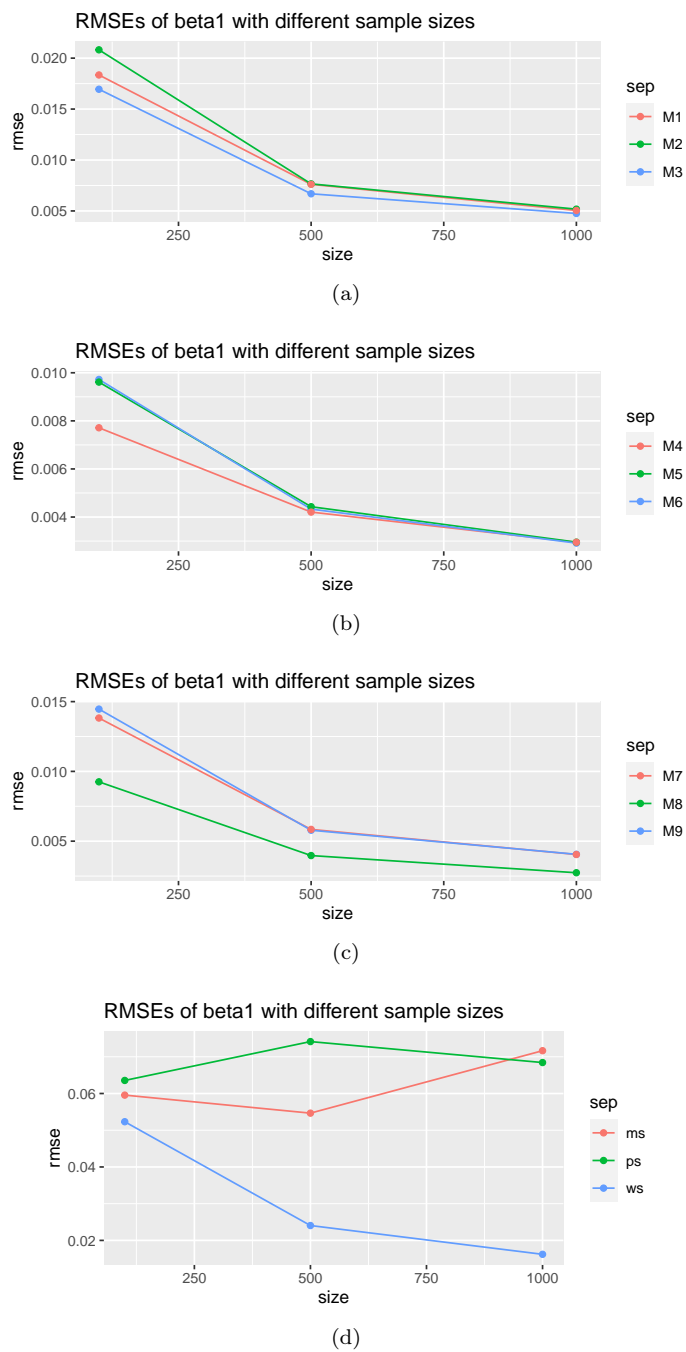 RMSEs of beta1 with different sample sizes
0.020
0.015
0.010
0.005
rmse
250
500
750
1000
size
sep
M1
M2
M3
(a)
RMSEs of beta1 with different sample sizes
0.010
0.008
0.006
0.004
rmse
250
500
750
1000
size
sep
M4
M5
M6
(b)
RMSEs of beta1 with different sample sizes
0.015
0.010
0.005
rmse
250
500
750
1000
size
sep
M7
M8
M9
(c)
RMSEs of beta1 with different sample sizes
0.06
0.04
0.02
rmse
250
500
750
1000
size
sep
ms
ps
ws
(d)